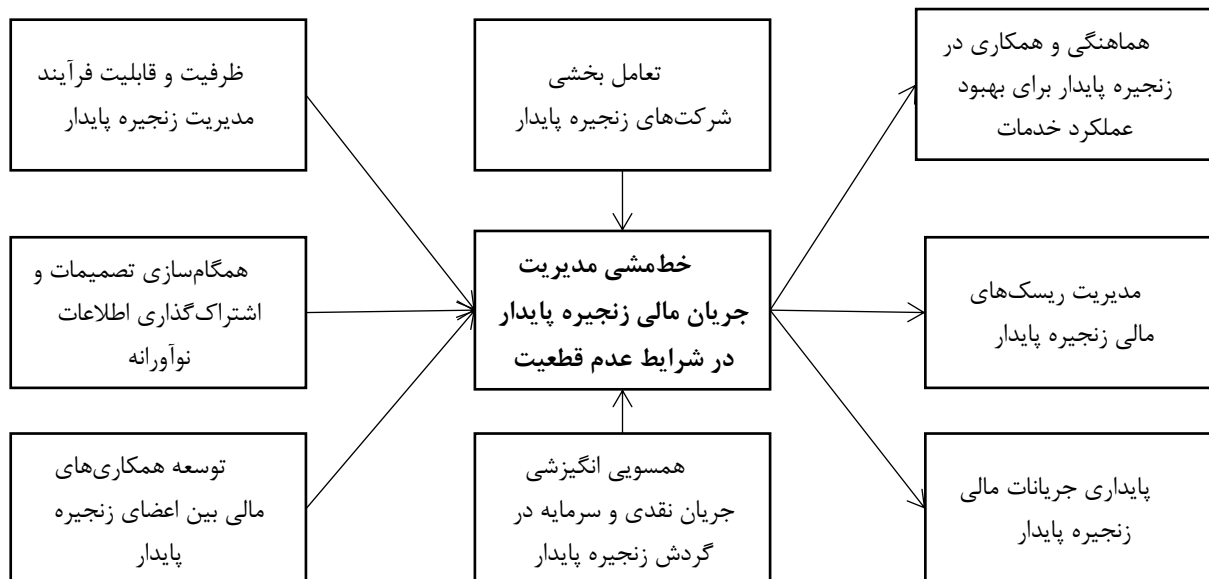 ظرفیت و قابلیت فرآیند
مدیریت زنجیره پایدار
تعامل بخشی
شرکت‌های زنجیره پایدار
هماهنگی و همکاری در
زنجیره پایدار برای بهبود
عملکرد خدمات
همگام‌سازی تصمیمات و
اشتراک‌گذاری اطلاعات
نوآورانه
خط‌مشی مدیریت
جریان مالی زنجیره پایدار
در شرایط عدم قطعیت
مدیریت ریسک‌های
مالی زنجیره پایدار
توسعه همکاری‌های
مالی بین اعضای زنجیره
پایدار
همسویی انگیزشی
جریان نقدی و سرمایه در
گردش زنجیره پایدار
پایداری جریانات مالی
زنجیره پایدار